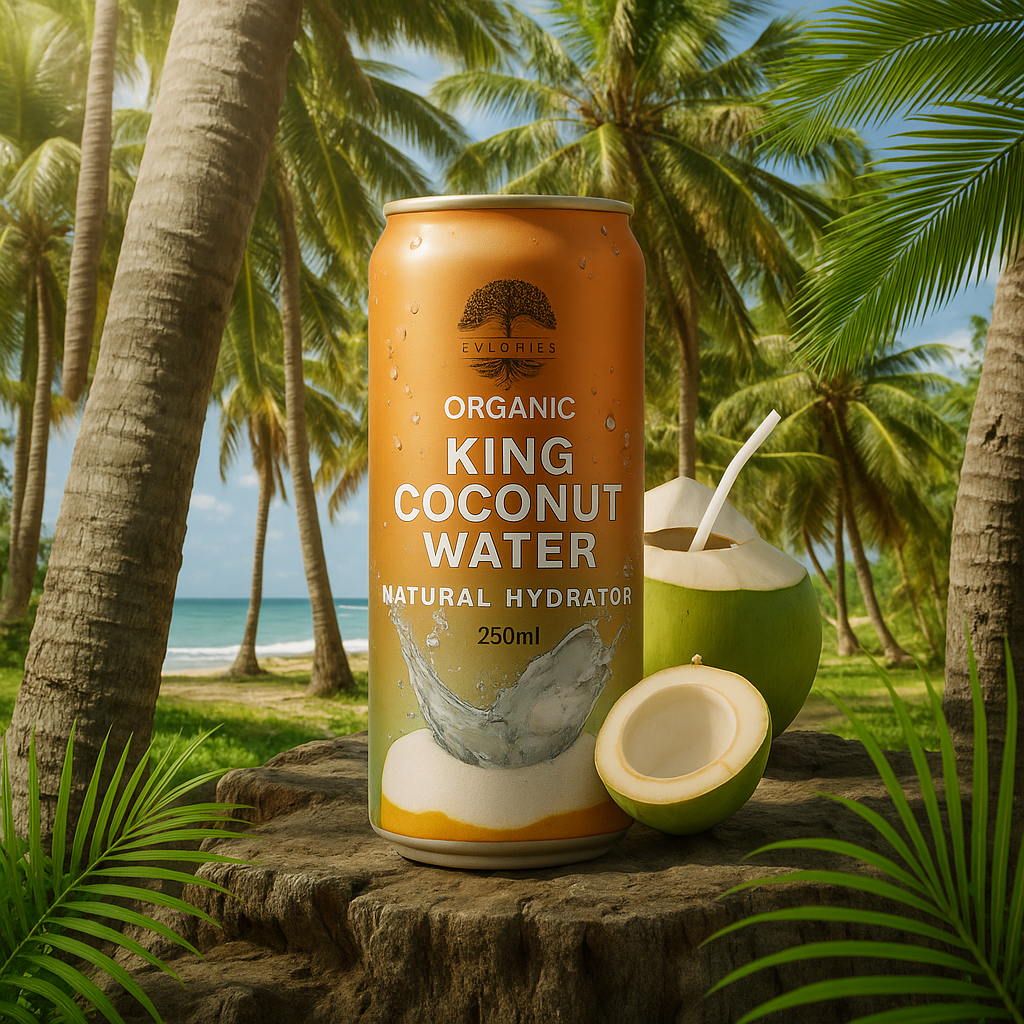 EVLORIES
ORGANIC
KING
COCONUT
WATER
NATURAL HYDRATOR
250ml